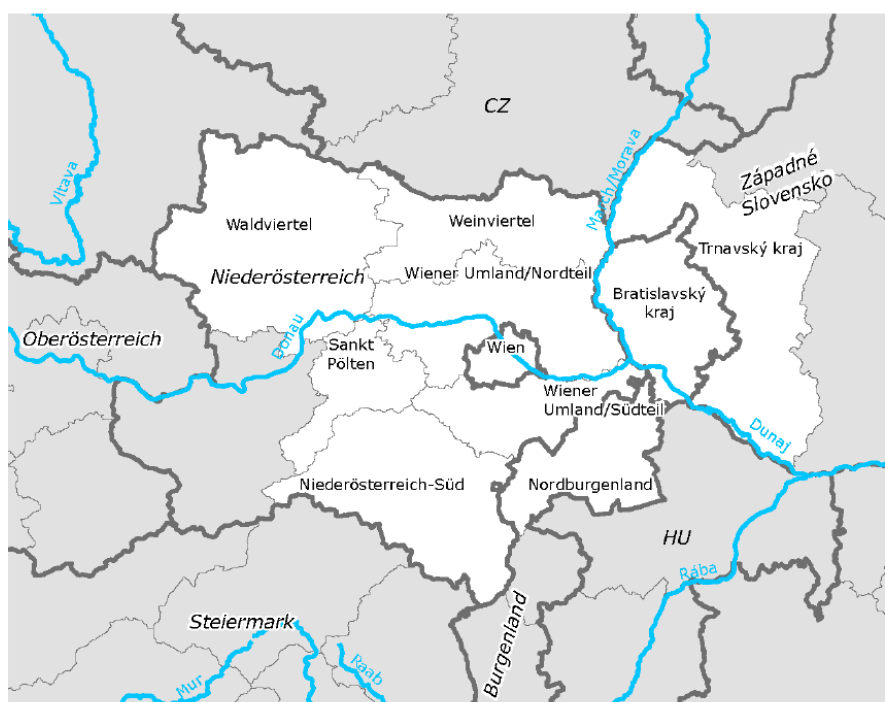 CZ
Vltava
March/Morava
Západné
Slovensko
Waldviertel
Weinviertel
Trnavský kraj
Niederösterreich
Wiener Umland/Nordteil
Bratislavský
kraj
Oberösterreich
Donau
Sankt
Pölten
Wien
Wiener
Umland/Südteil
Dunaj
Niederösterreich-Süd
Nordburgenland
HU
Rába
Steiermark
Burgenland
Mur
Raab